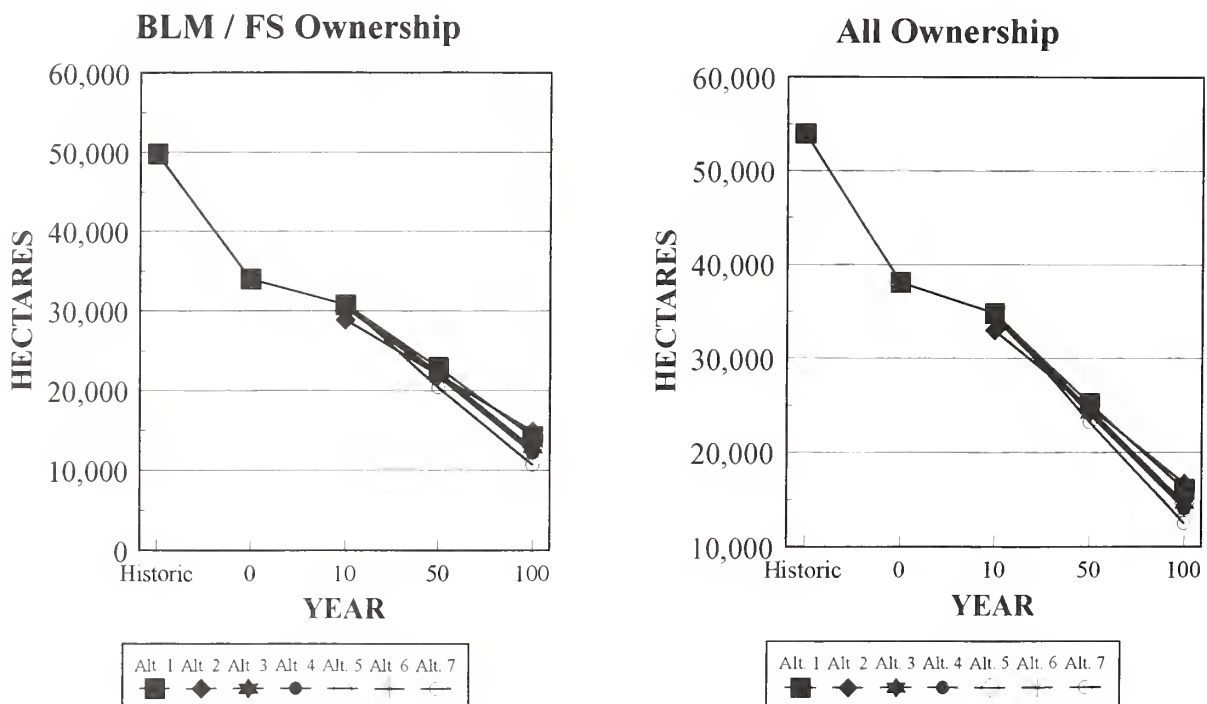 BLM / FS Ownership
60,000
50,000
40,000
30,000
20,000
10,000
0
HECTARES
Historic 0 10 50 100
YEAR
Alt 1 Alt 2 Alt 3 Alt 4 Alt. 5 Alt 6 Alt. 7
All Ownership
60,000
50,000
40,000
30,000
20,000
10,000
HECTARES
Historic 0 10 50 100
YEAR
Alt. 1 Alt 2 Alt 3 Alt. 4 Alt. 5 Alt. 6 Alt. 7